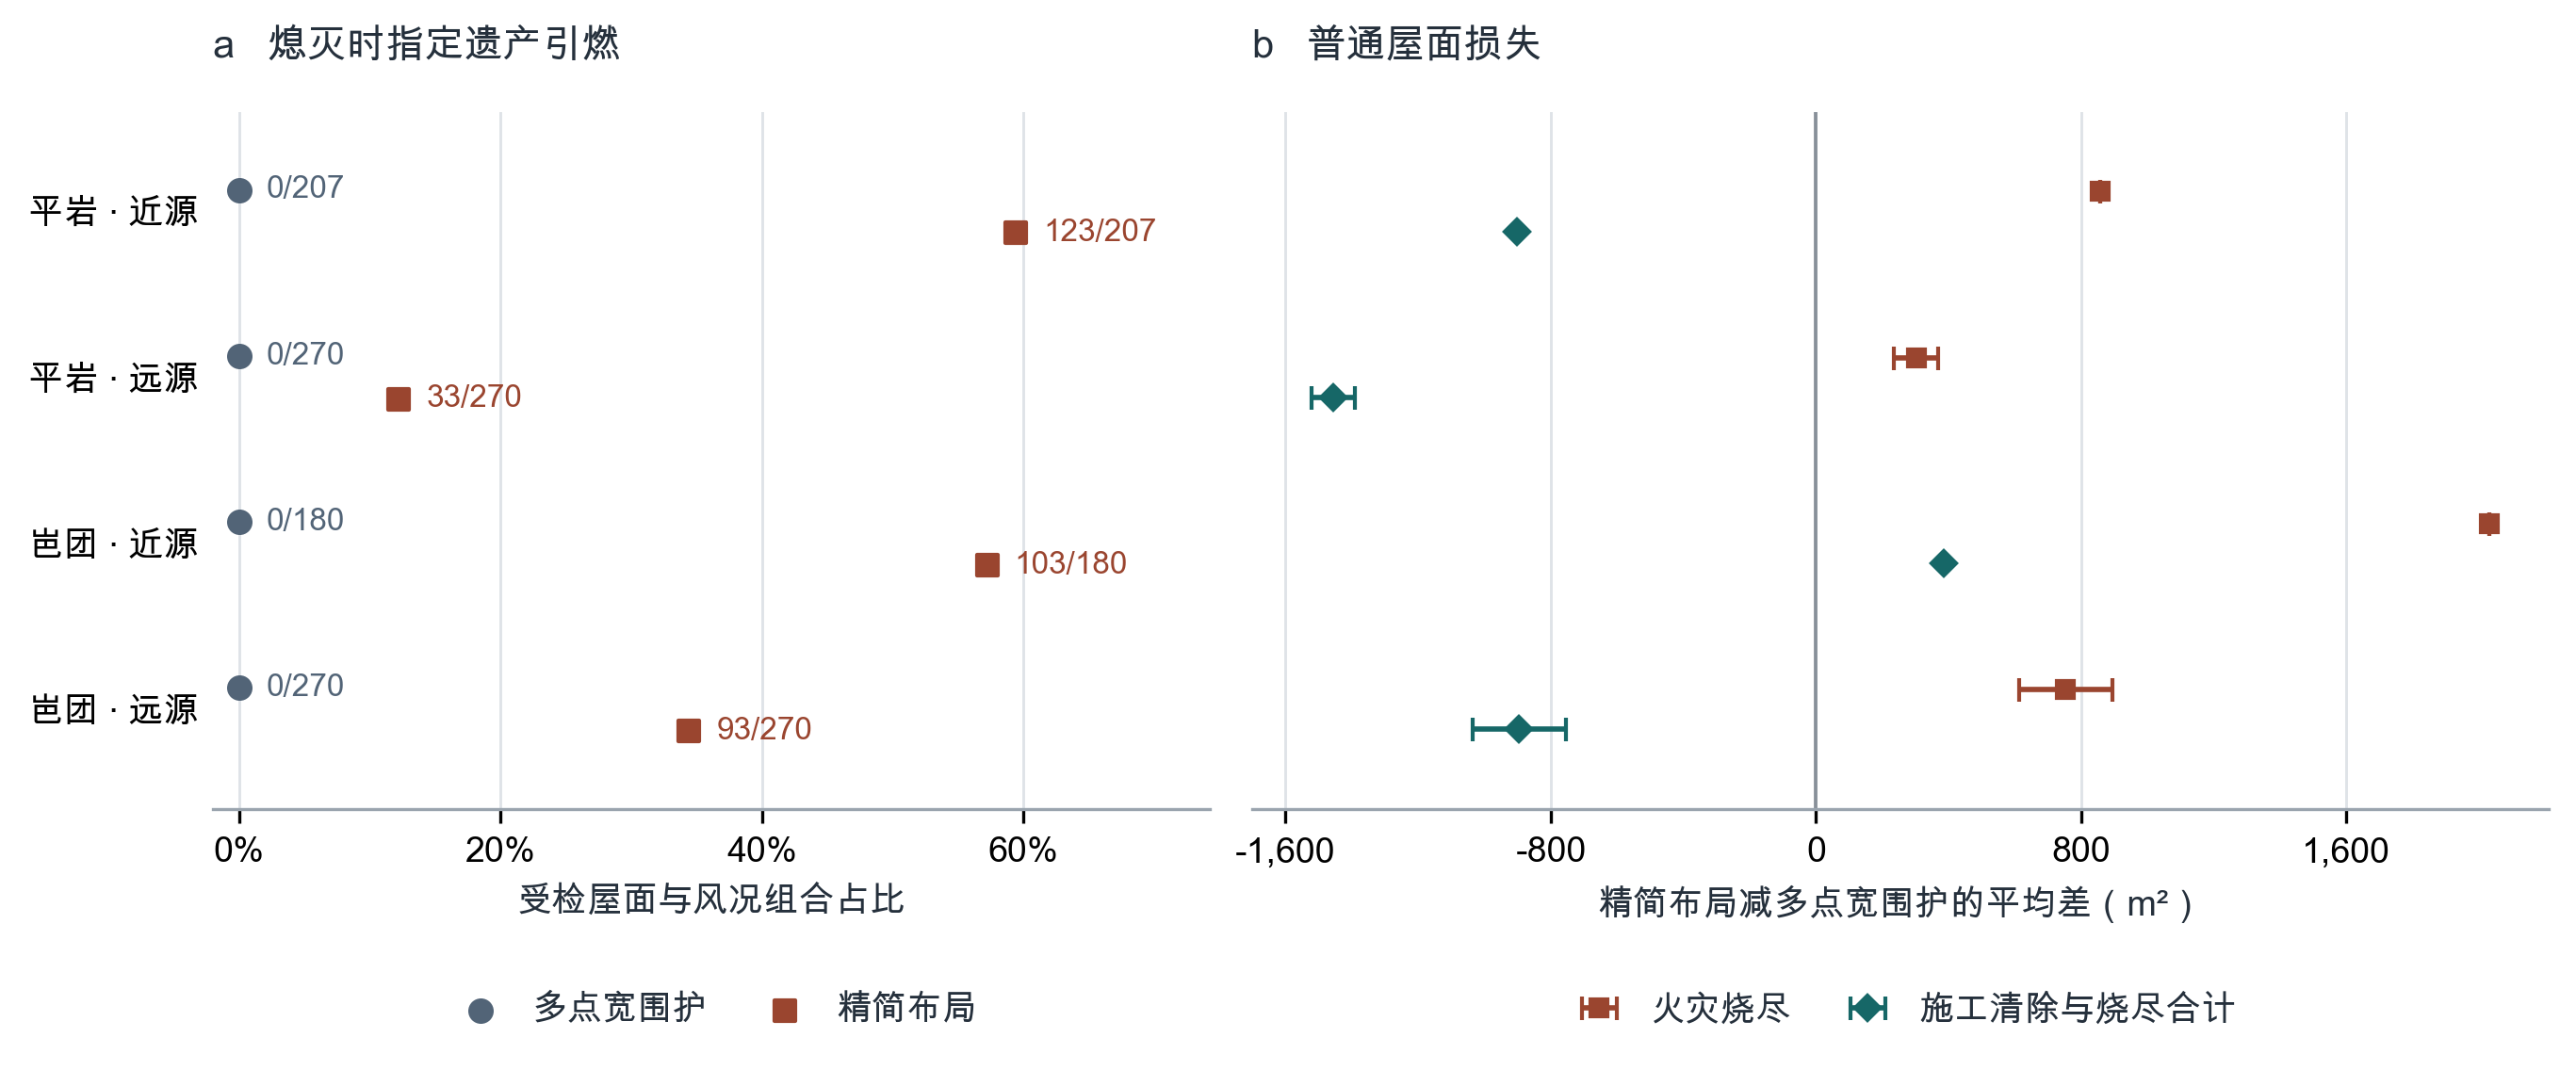 a 熄灭时指定遗产引燃
b 普通屋面损失
平岩 · 近源
0/207
123/207
平岩 · 远源
0/270
33/270
岜团 · 近源
0/180
103/180
岜团 · 远源
0/270
93/270
0% 20% 40% 60%
-1,600 -800 0 800 1,600
受检屋面与风况组合占比
精简布局减多点宽围护的平均差 ( m² )
多点宽围护 精简布局
火灾烧尽 施工清除与烧尽合计